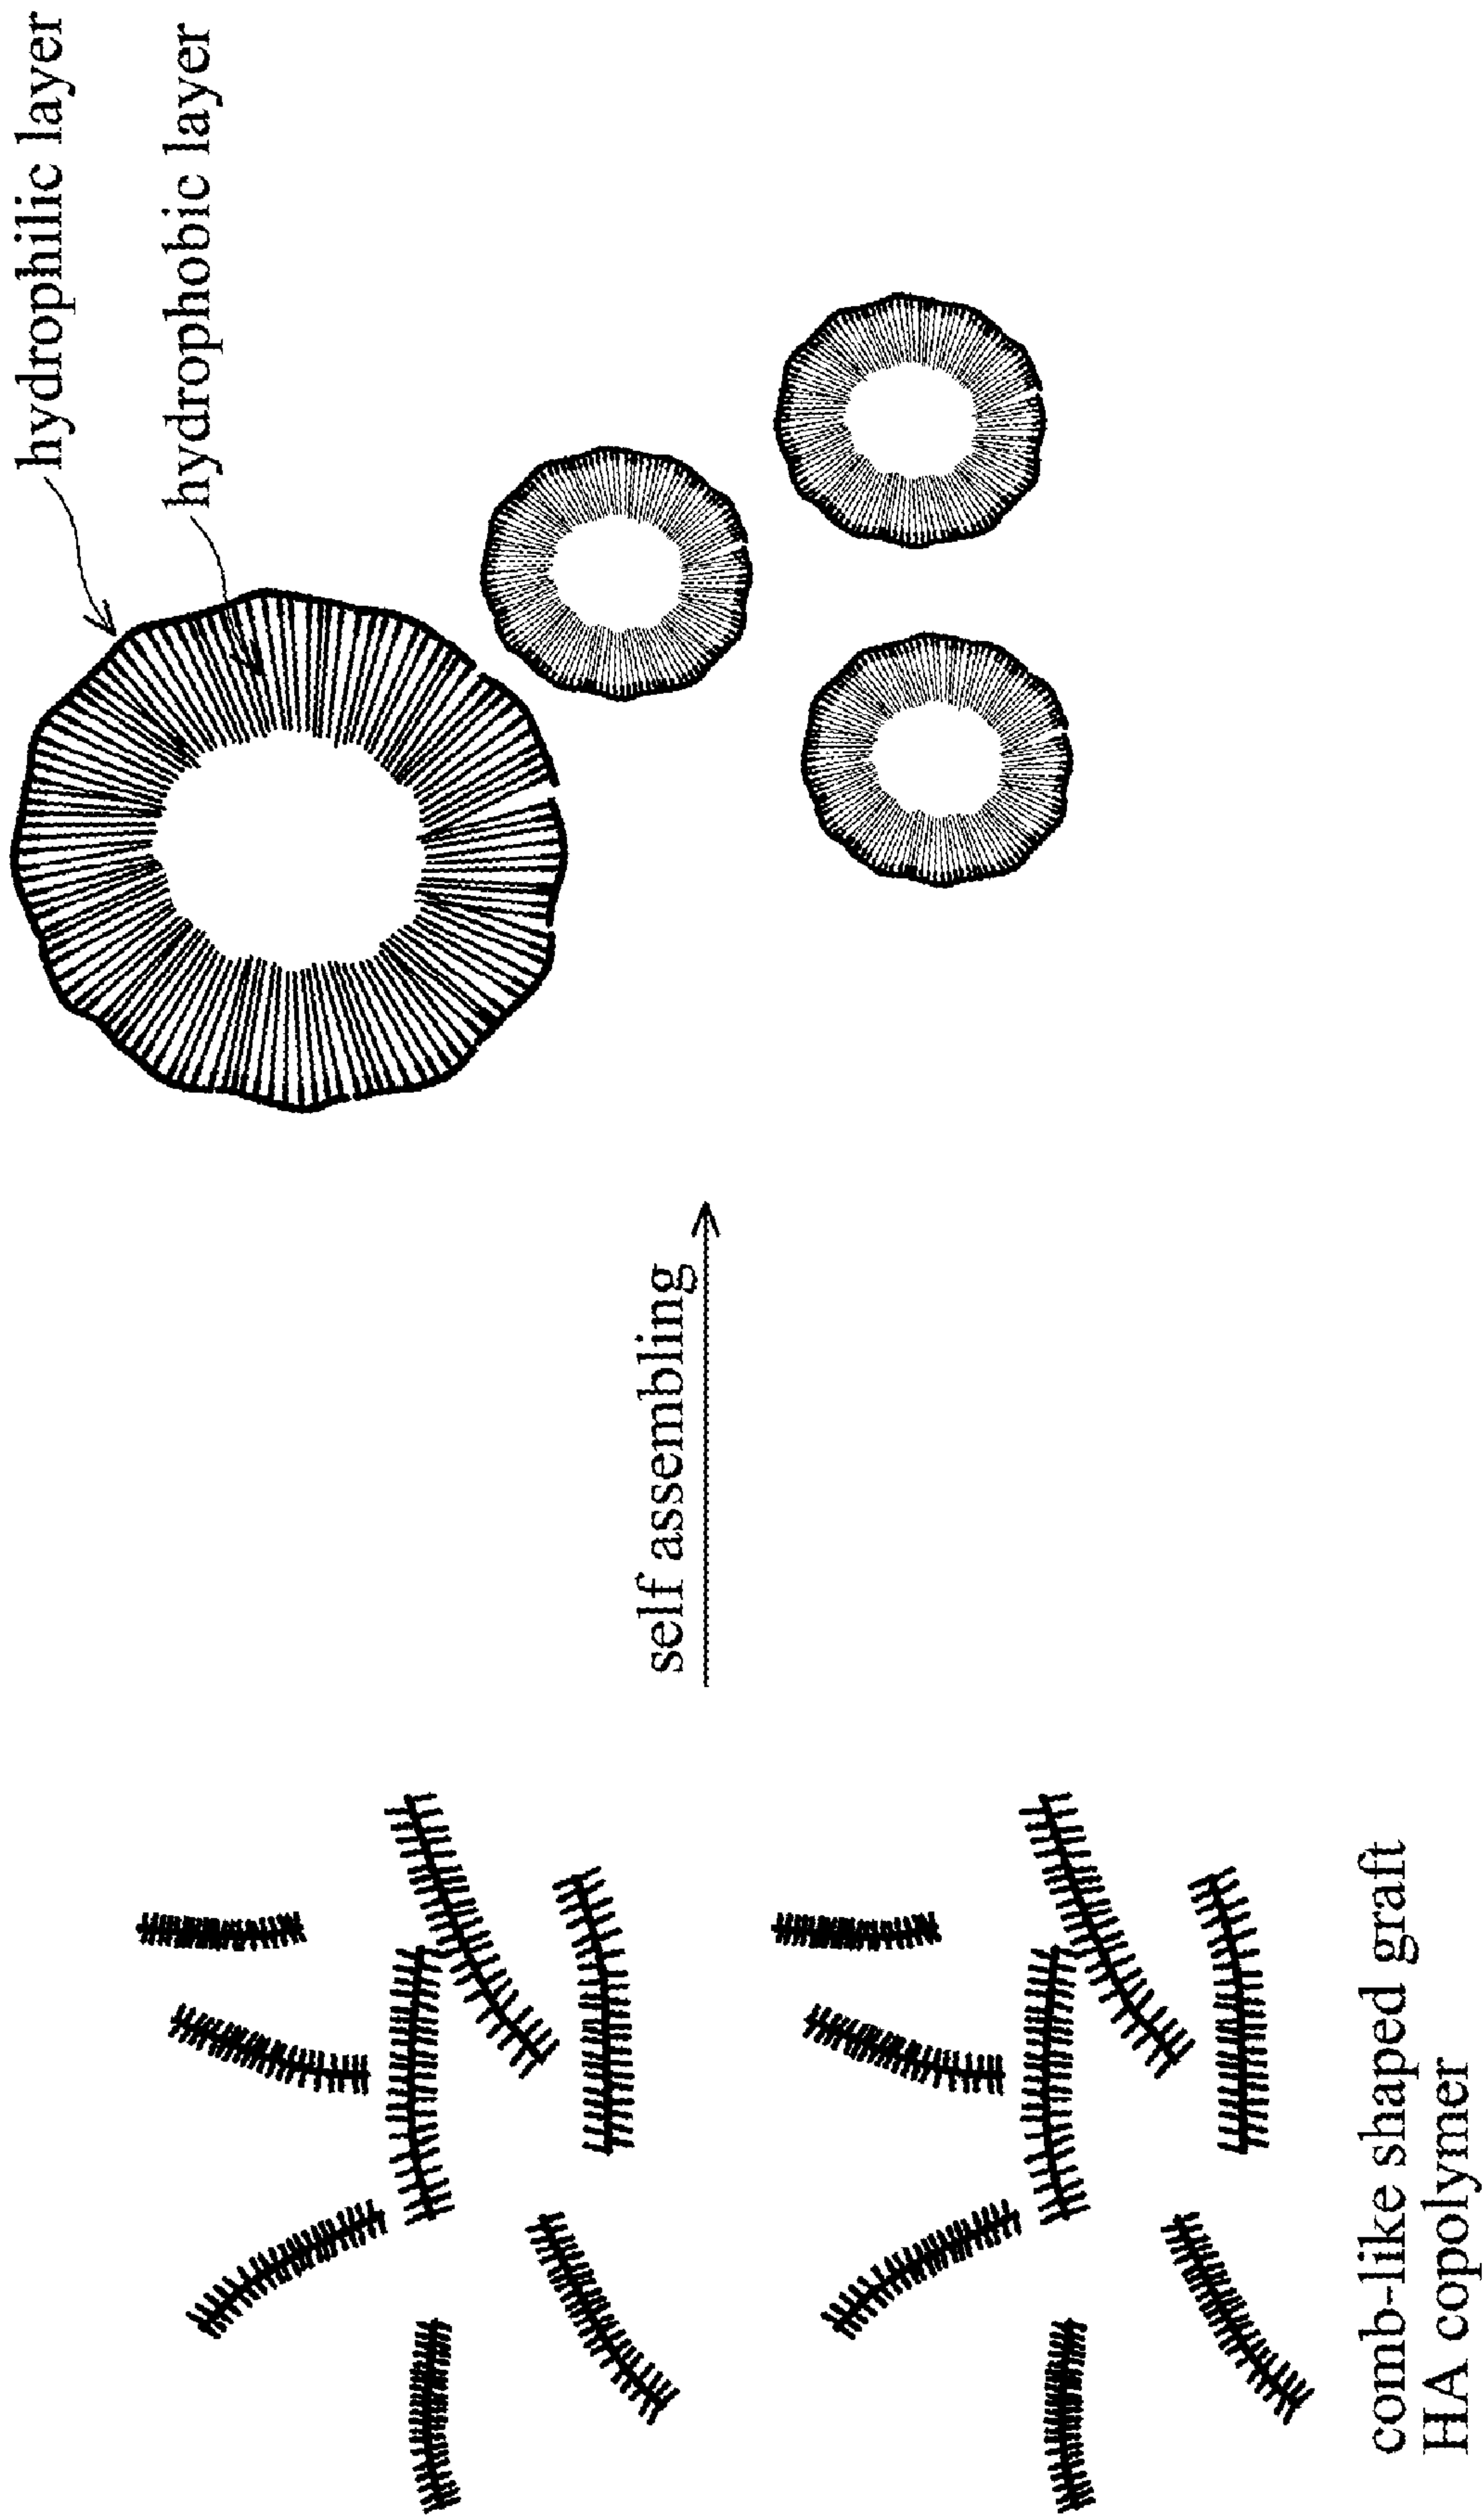 hydrophilic layer
hydrophobic layer
self assembling
comb-like shaped graft
HA copolymer